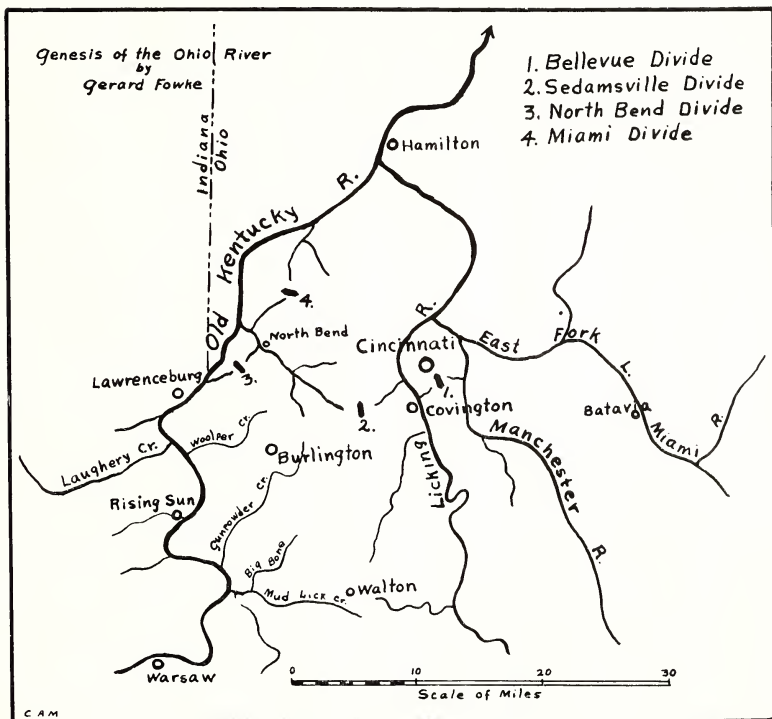 Genesis of the Ohio River
by
Gerard Fowke
1. Bellevue Divide
2. Sedamsville Divide
3. North Bend Divide
4. Miami Divide
Indiana
Ohio
Hamilton
Old Kentucky R.
4.
R.
North Bend
Cincinnati
East Fork L. Miami R.
Lawrenceburg
3.
1.
2.
Covington
Batavia
Laughery Cr.
Woolper Cr.
Burlington
Licking
Manchester R.
Rising Sun
Gunpowder Cr.
Big Bone
Mud Lick Cr.
Walton
Warsaw
0 10 20 30
Scale of Miles
CAM